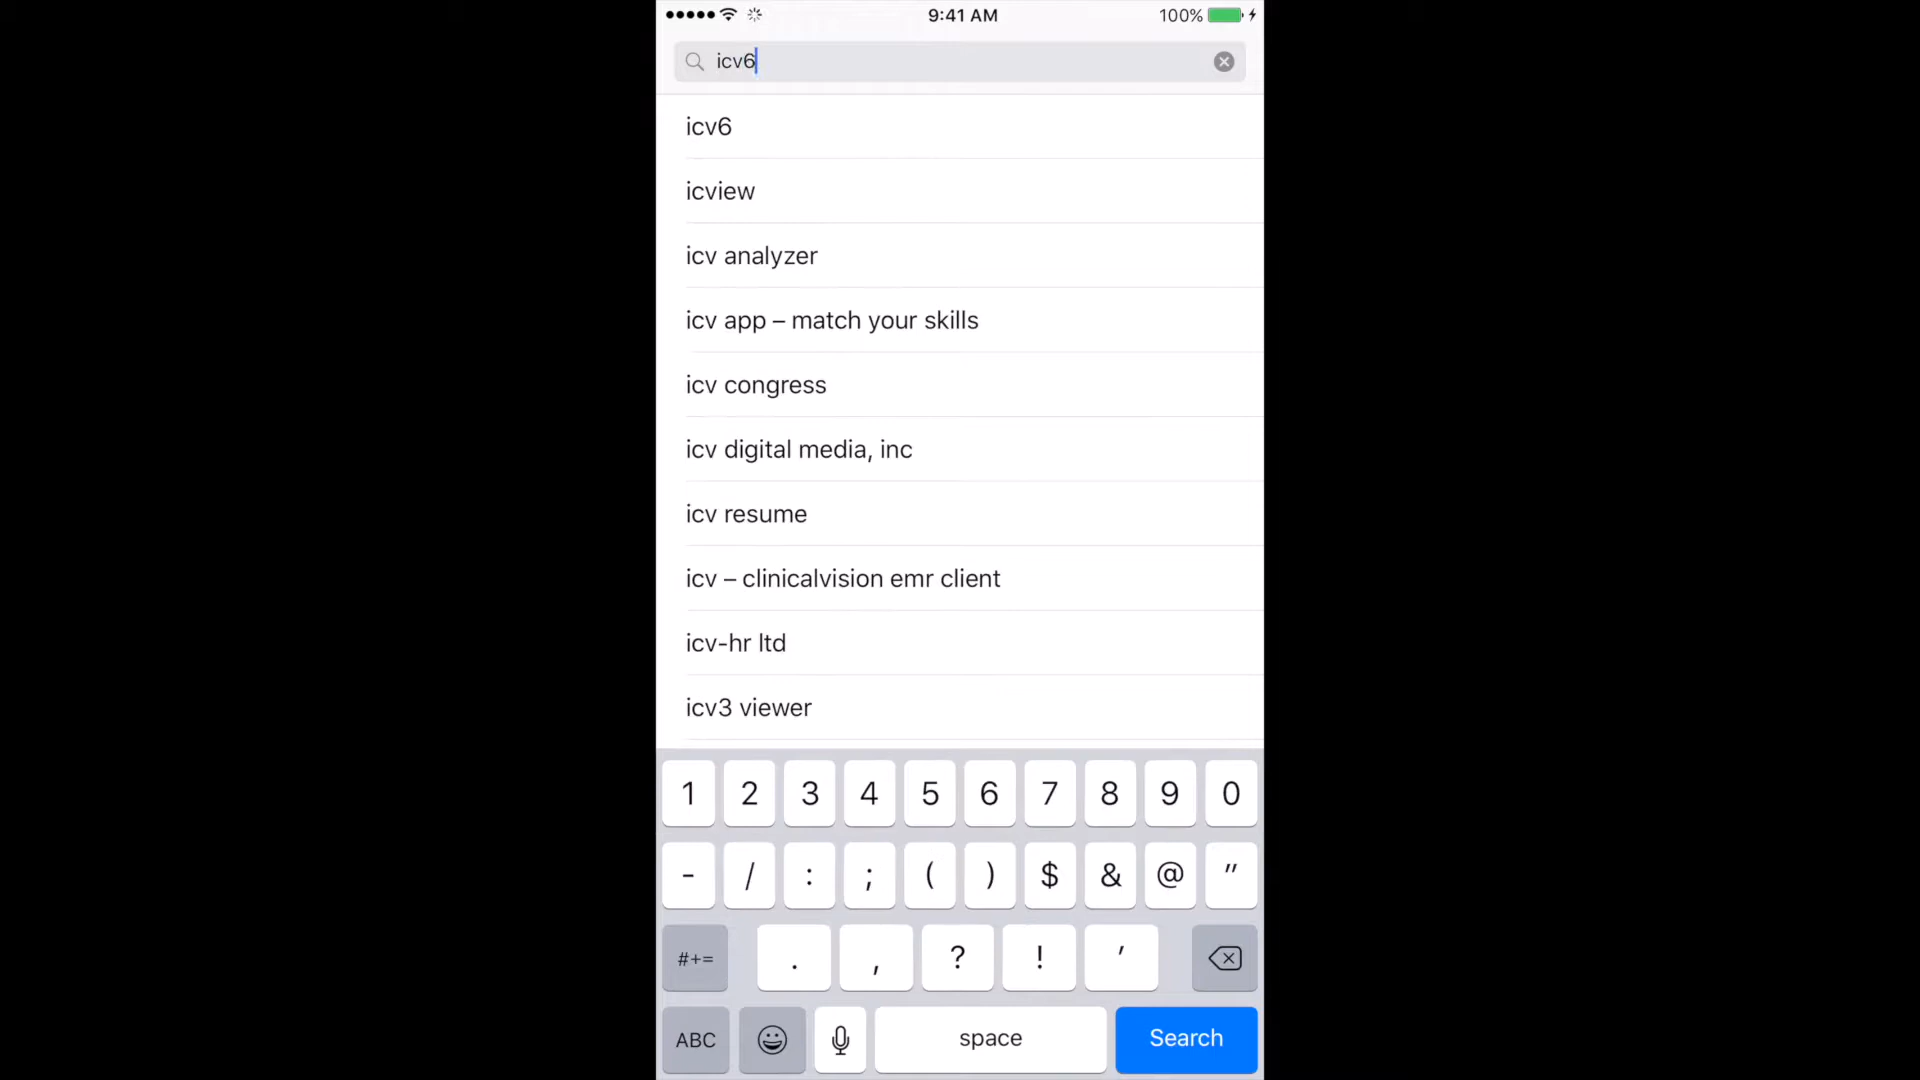 9:41 AM 100%
icv6
icv6
icview
icv analyzer
icv app – match your skills
icv congress
icv digital media, inc
icv resume
icv – clinicalvision emr client
icv-hr ltd
icv3 viewer
1 2 3 4 5 6 7 8 9 0
- / : ; ( ) $ & @ "
#+= . , ? ! '
ABC space Search